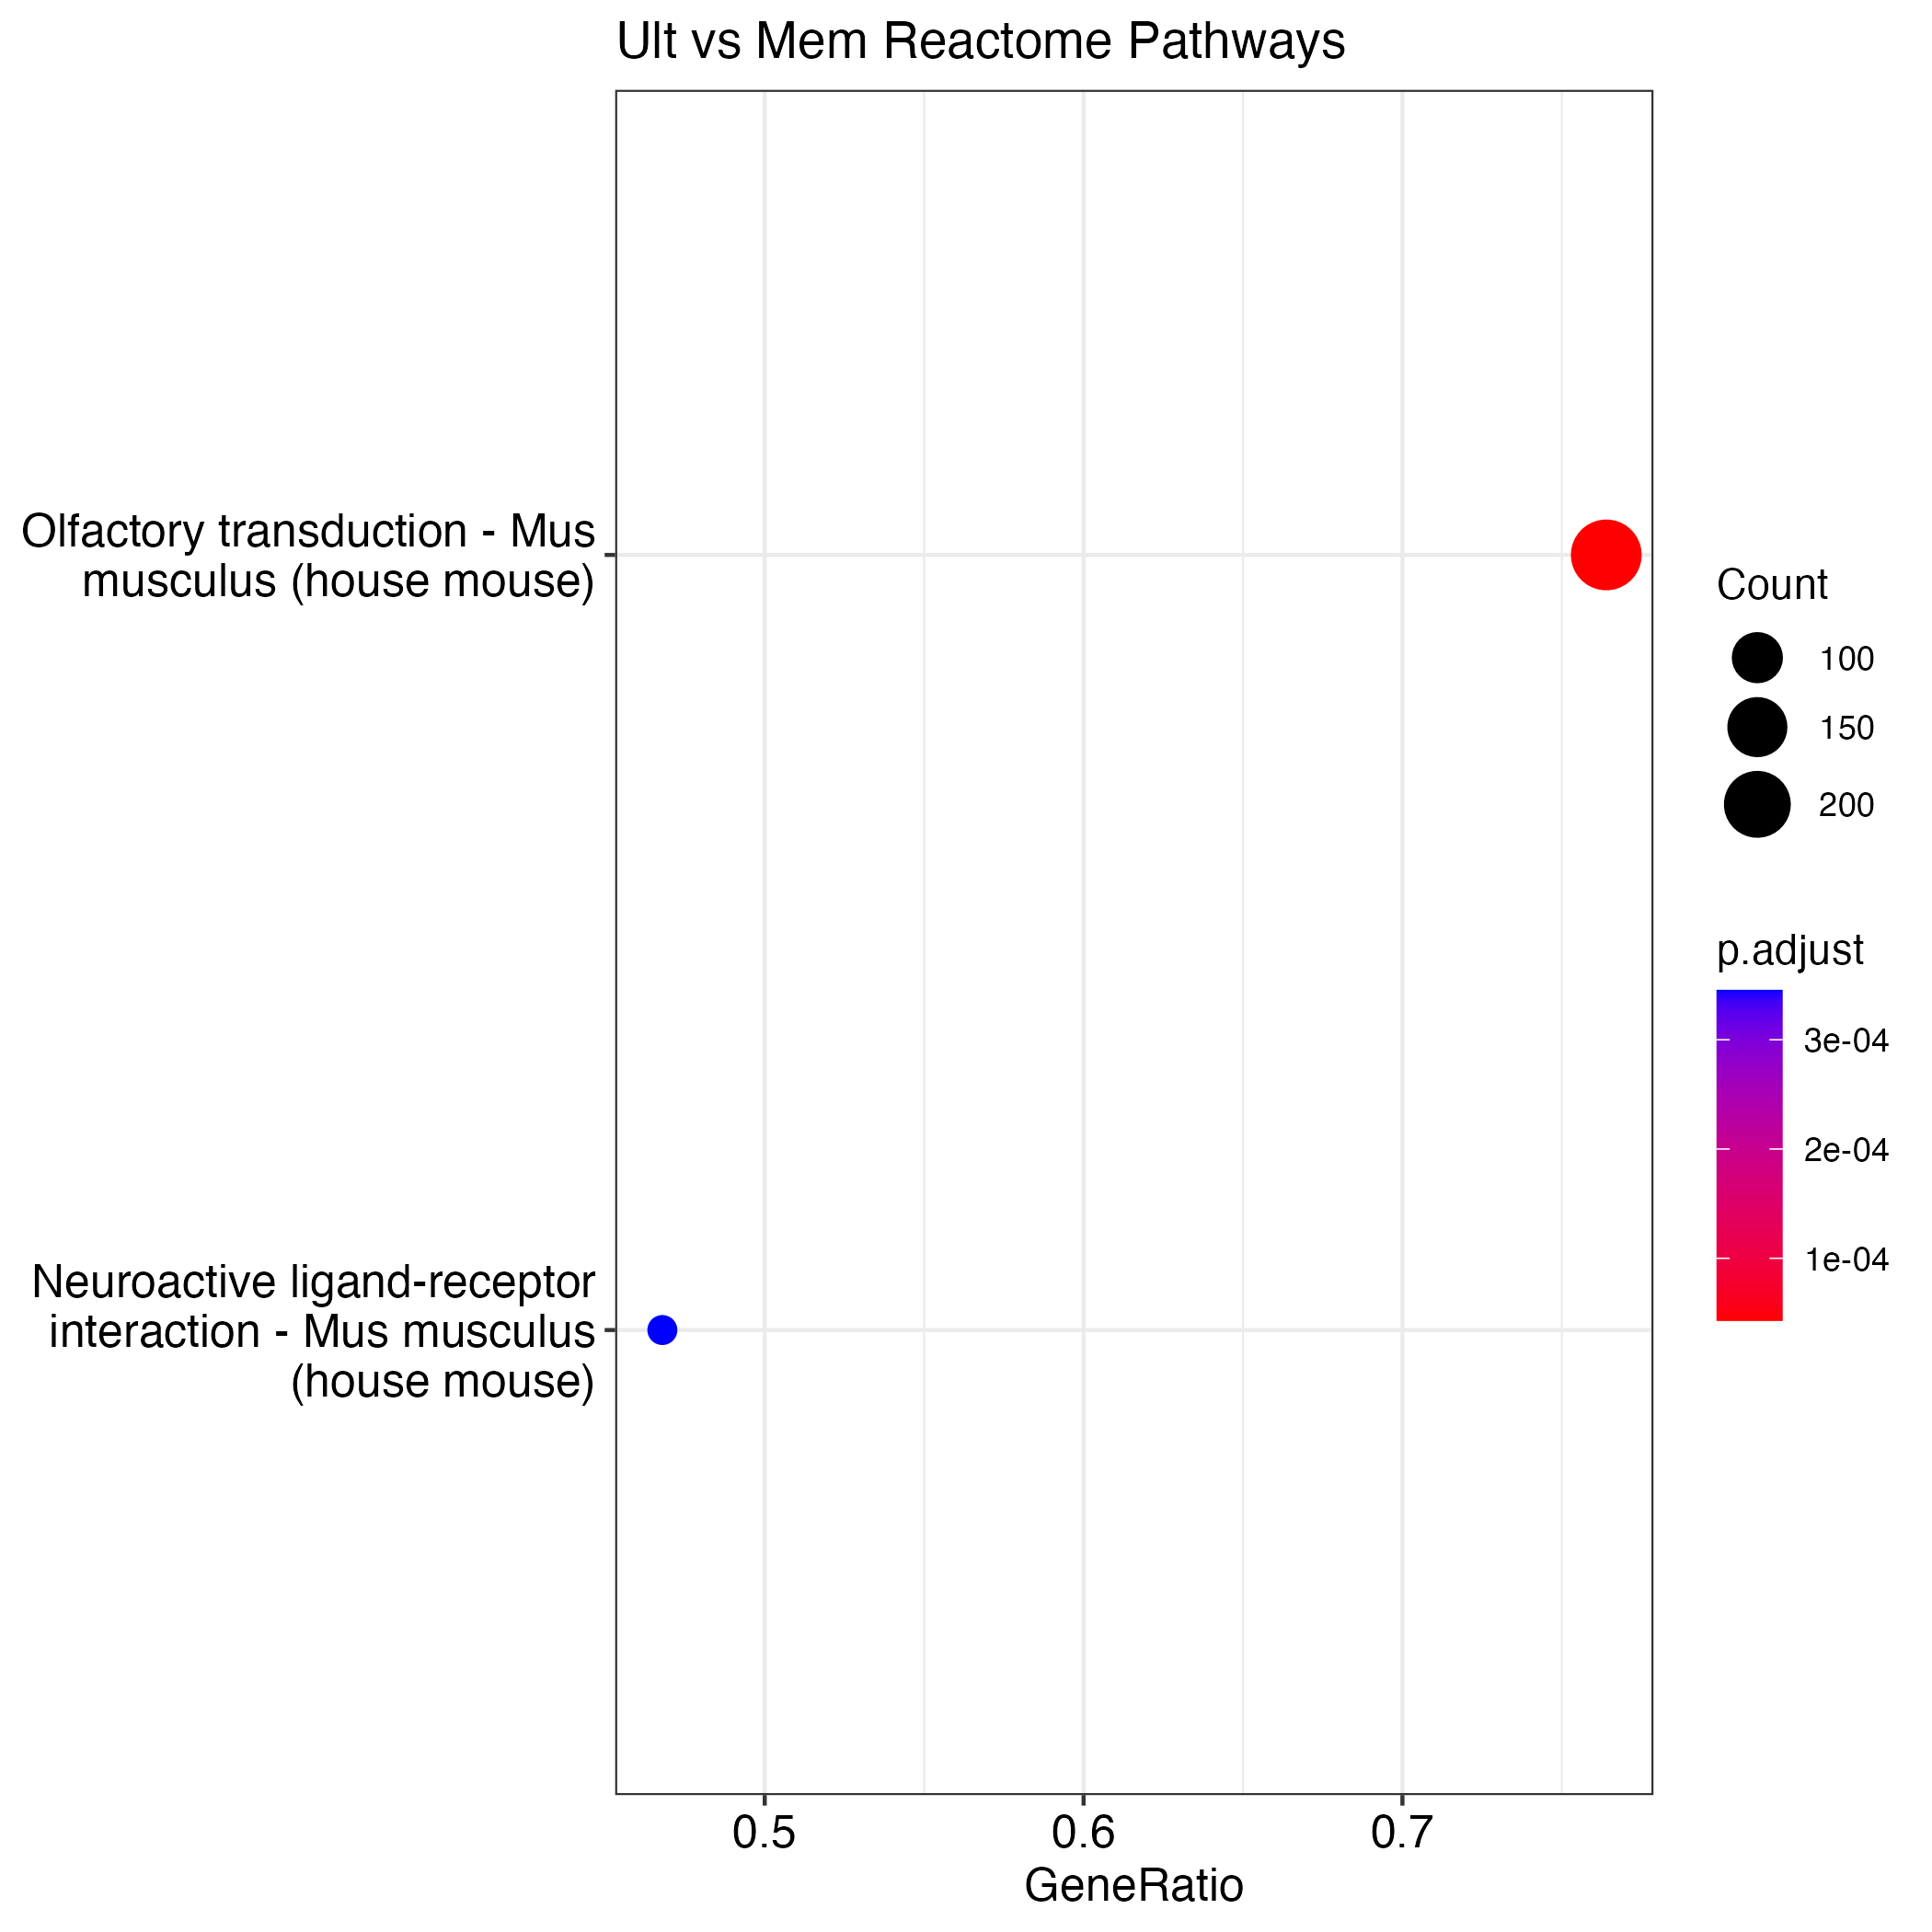 Ult vs Mem Reactome Pathways
Olfactory transduction - Mus
musculus (house mouse)
Neuroactive ligand-receptor
interaction - Mus musculus
(house mouse)
0.5
0.6
0.7
GeneRatio
Count
100
150
200
p.adjust
3e-04
2e-04
1e-04